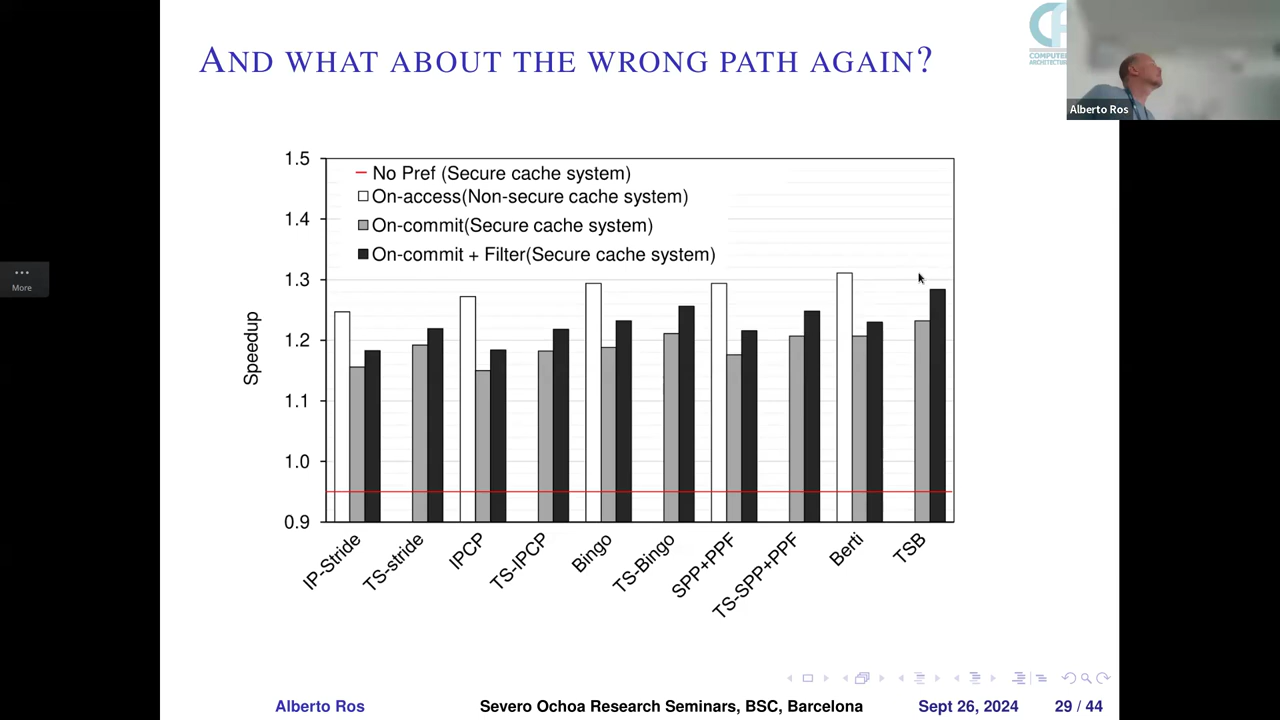 AND WHAT ABOUT THE WRONG PATH AGAIN?
COMPUTE
ARCHITECTU
Alberto Ros
More
1.5
1.4
1.3
1.2
1.1
1.0
0.9
Speedup
No Pref (Secure cache system)
On-access(Non-secure cache system)
On-commit(Secure cache system)
On-commit + Filter(Secure cache system)
IP-Stride
TS-stride
IPCP
TS-IPCP
Bingo
TS-Bingo
SPP+PPF
TS-SPP+PPF
Berti
TSB
Alberto Ros
Severo Ochoa Research Seminars, BSC, Barcelona
Sept 26, 2024
29 / 44